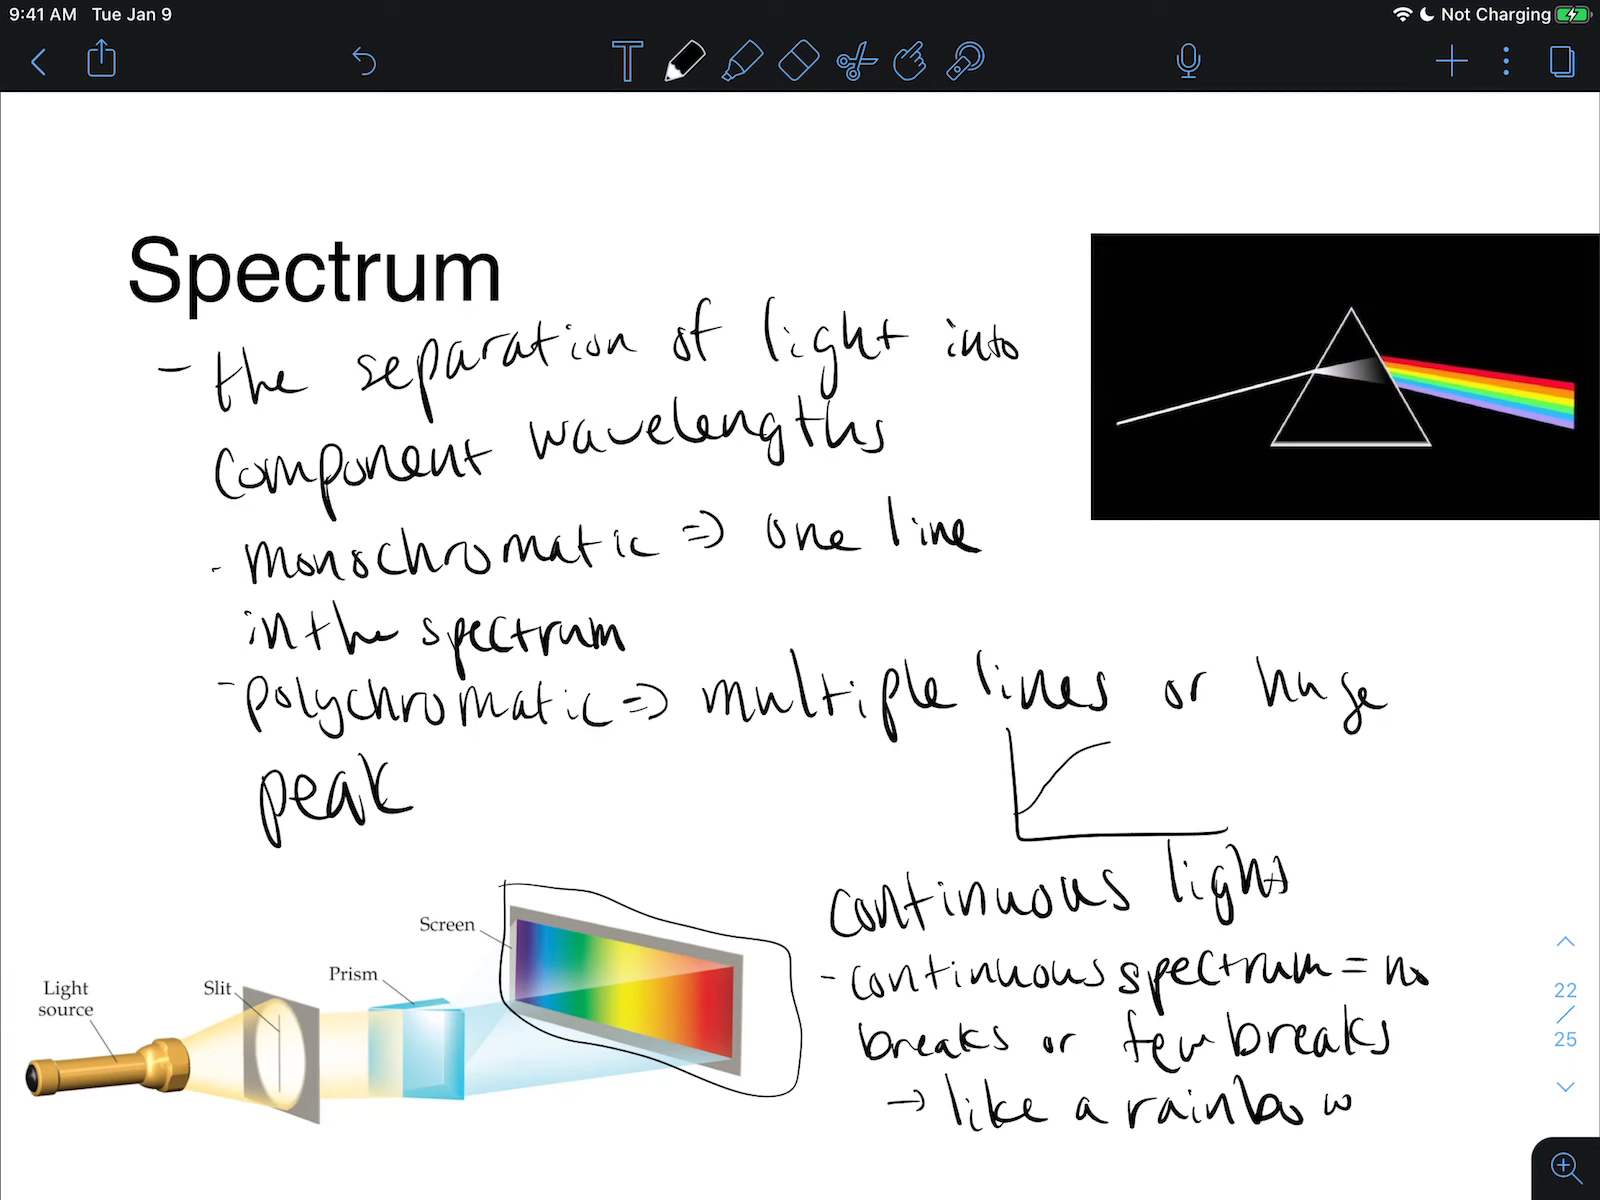 9:41 AM Tue Jan 9
Not Charging
T
Spectrum
- the separation of light into
component wavelengths
- monochromatic => one line
in the spectrum
- polychromatic => multiple lines or huge
peak
continuous light
- continuous spectrum = no
breaks or few breaks
→ like a rainbow
Screen
Prism
Slit
Light
source
22
/
25